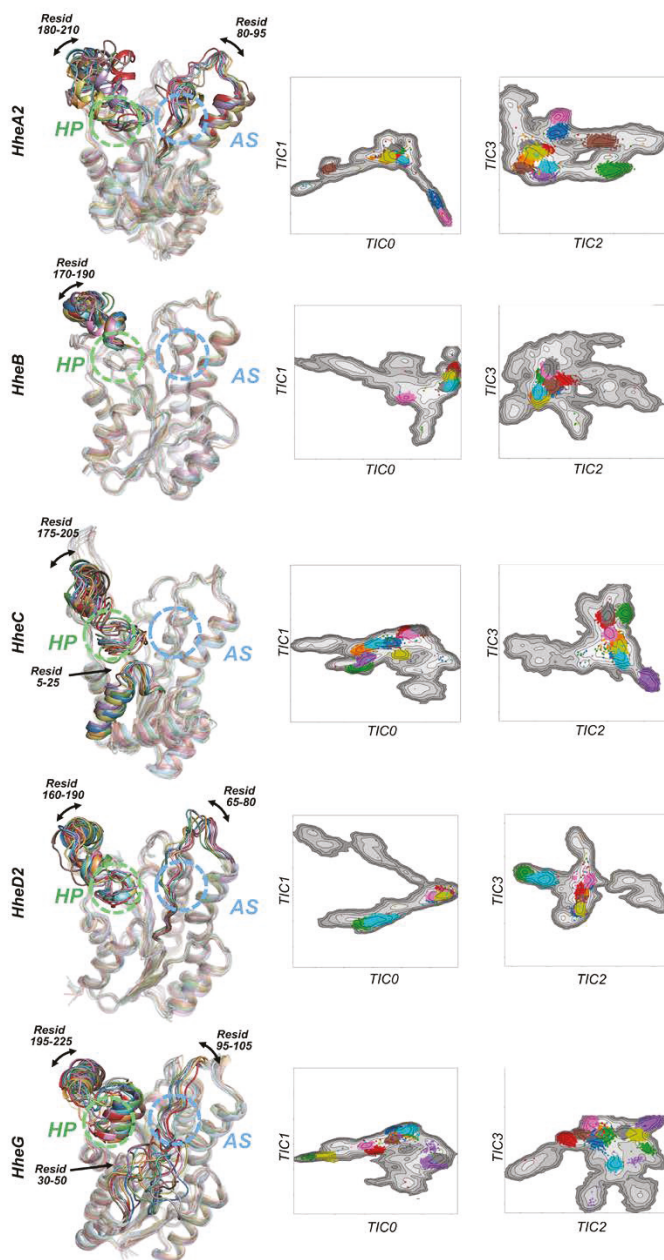 Resid
180-210
Resid
80-95
HheA2
HP
AS
TIC1
TIC0
TIC3
TIC2
Resid
170-190
HheB
HP
AS
TIC1
TIC0
TIC3
TIC2
Resid
175-205
HheC
HP
AS
Resid
5-25
TIC1
TIC0
TIC3
TIC2
Resid
160-190
Resid
65-80
HheD2
HP
AS
TIC1
TIC0
TIC3
TIC2
Resid
195-225
Resid
95-105
HheG
HP
AS
Resid
30-50
TIC1
TIC0
TIC3
TIC2